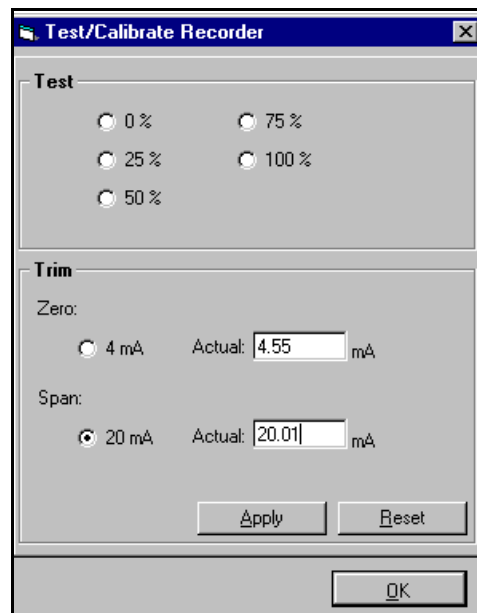 Test/Calibrate Recorder
Test
0 % 75 %
25 % 100 %
50 %
Trim
Zero:
4 mA Actual: 4.55 mA
Span:
20 mA Actual: 20.01 mA
Apply Reset
OK